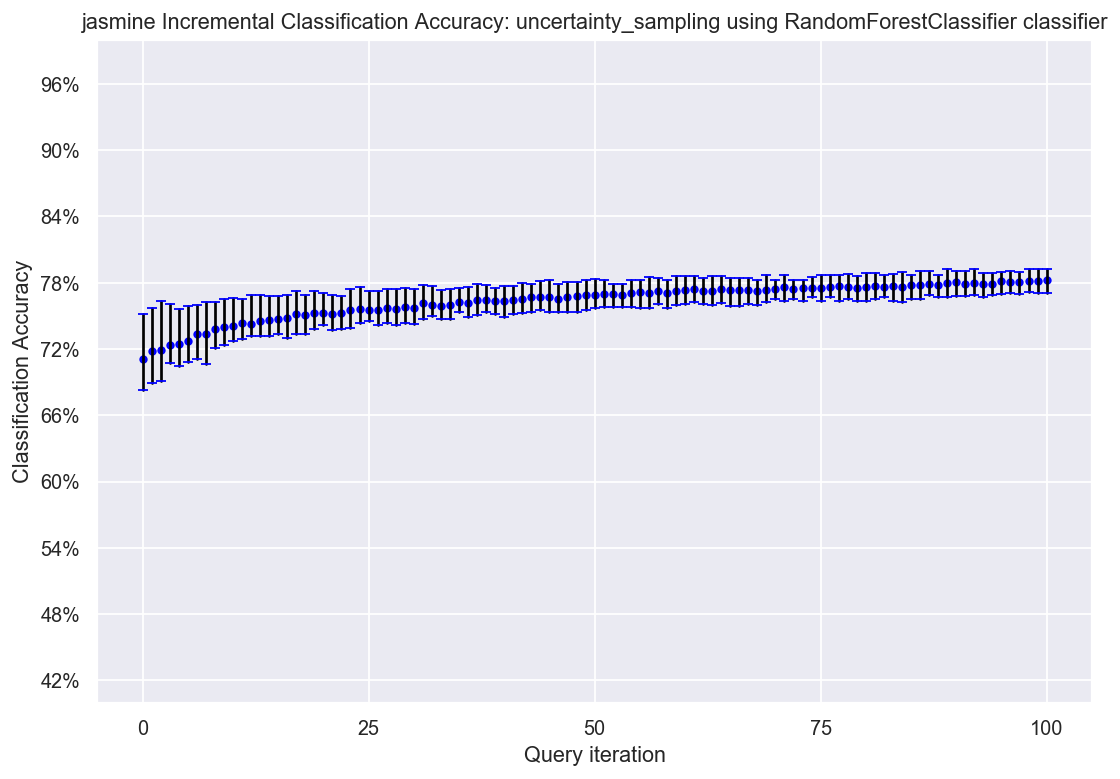 jasmine Incremental Classification Accuracy: uncertainty_sampling using RandomForestClassifier classifier
Classification Accuracy
96%
90%
84%
78%
72%
66%
60%
54%
48%
42%
0 25 50 75 100
Query iteration